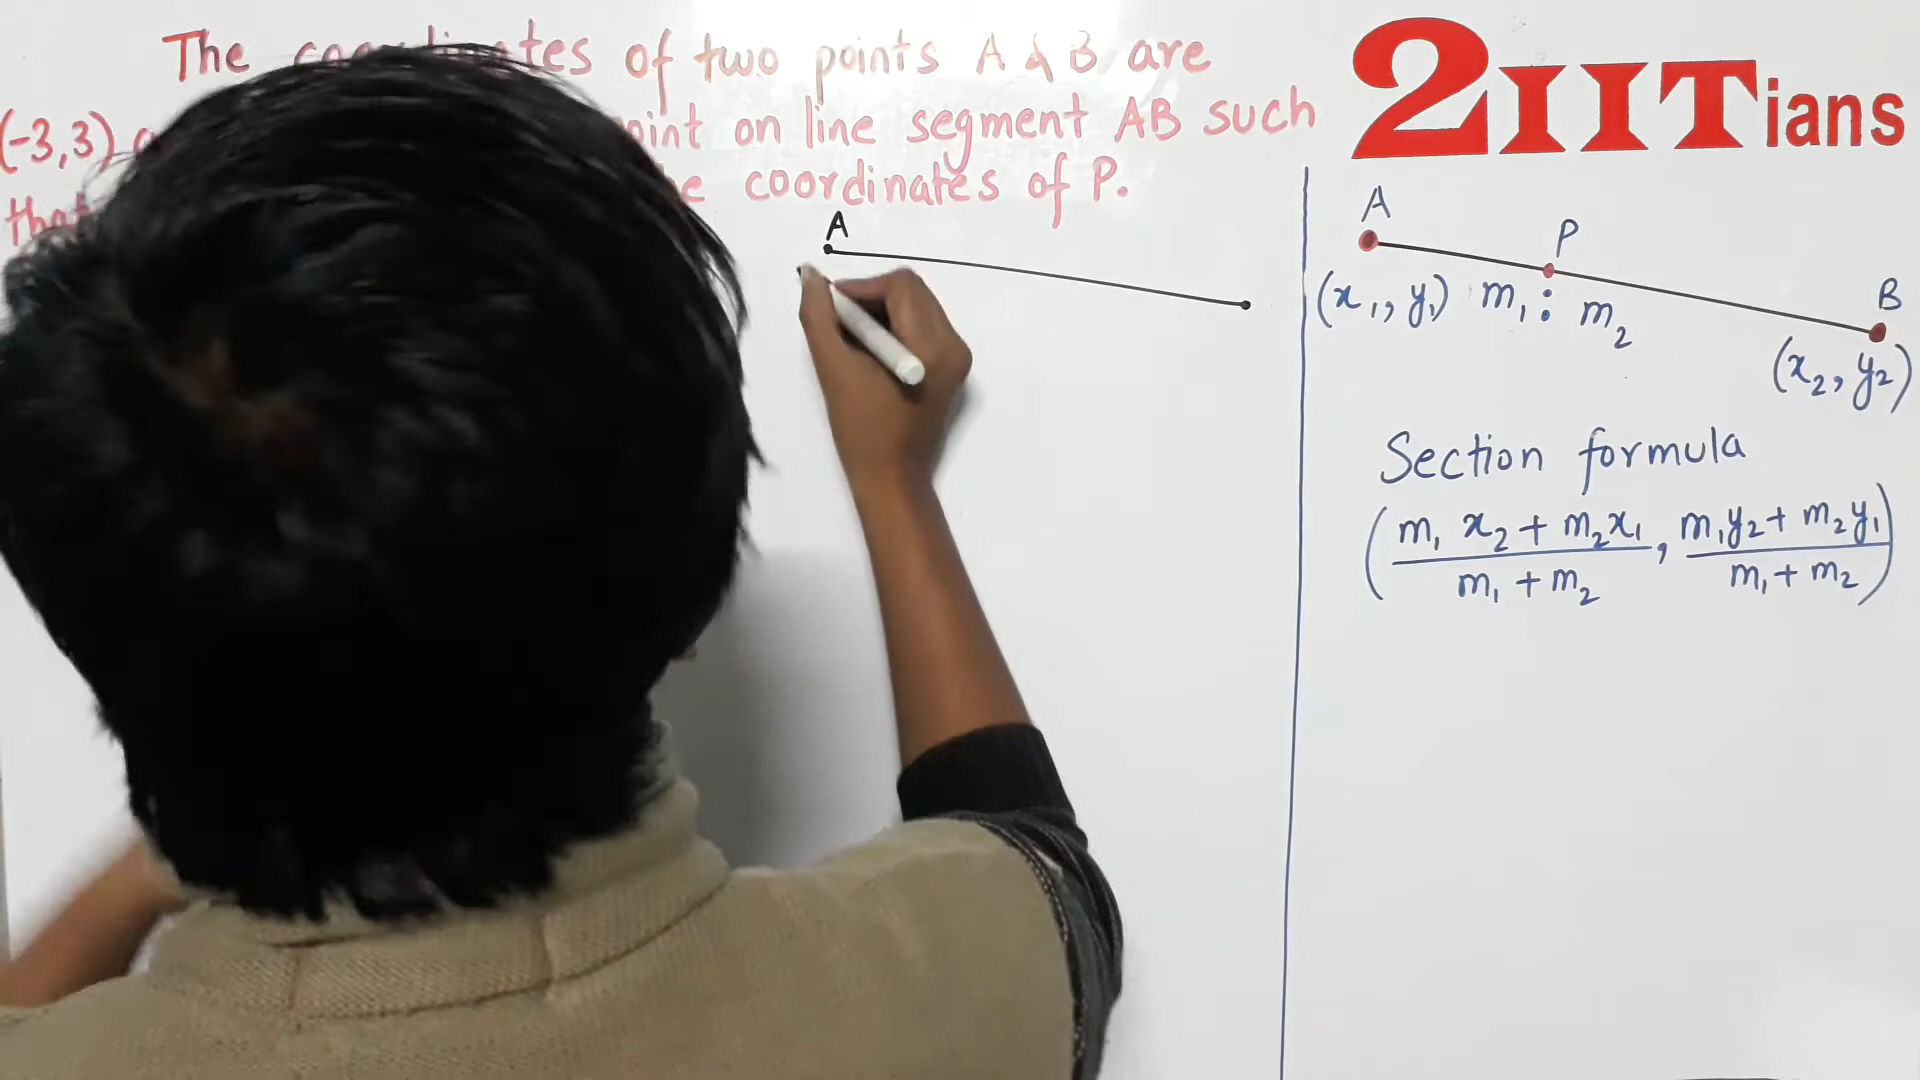 The coordinates of two points A & B are
(-3,3) point on line segment AB such
that coordinates of P.
A
2IITians
A
P
B
(x₁, y₁) m₁ : m₂
(x₂, y₂)
Section formula
(m₁ x₂ + m₂x₁ / m₁ + m₂ , m₁y₂ + m₂y₁ / m₁ + m₂)